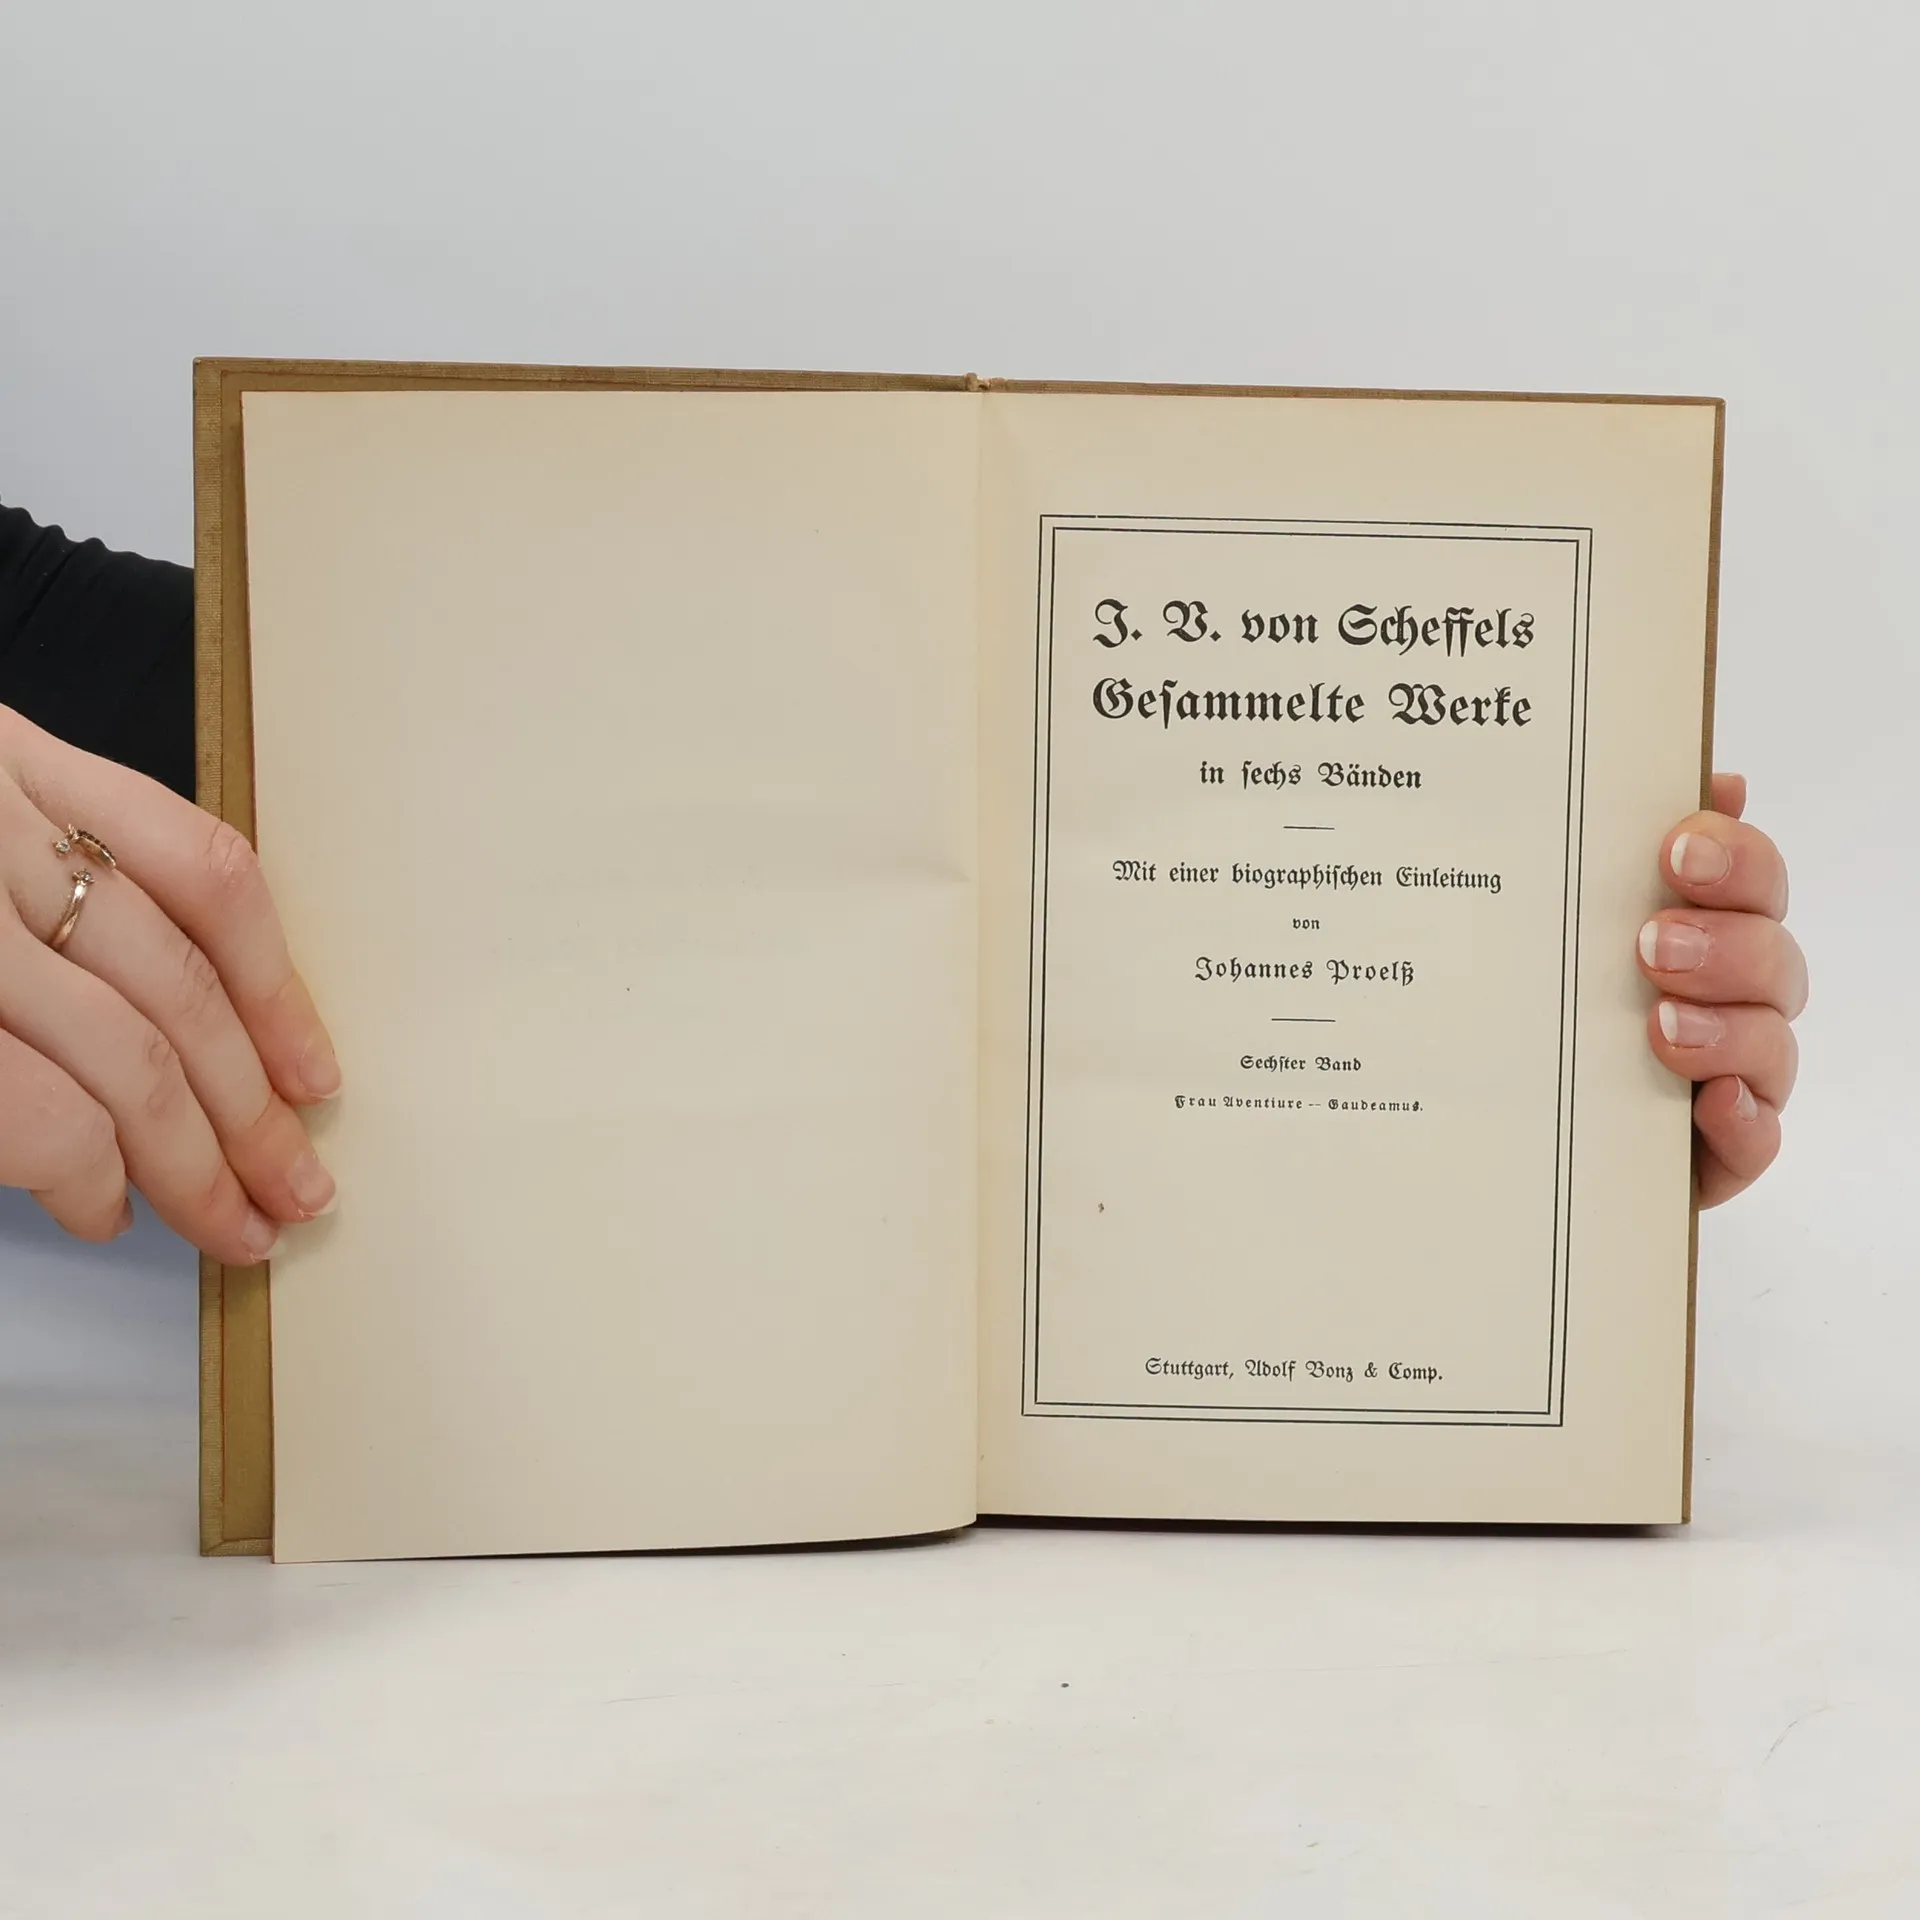 J. V. von Scheffels
Geſammelte Werke
in ſechs Bänden
Mit einer biographiſchen Einleitung
von
Johannes Proelß
Sechſter Band
Frau Aventiure — Gaudeamus.
Stuttgart, Adolf Bonz & Comp.